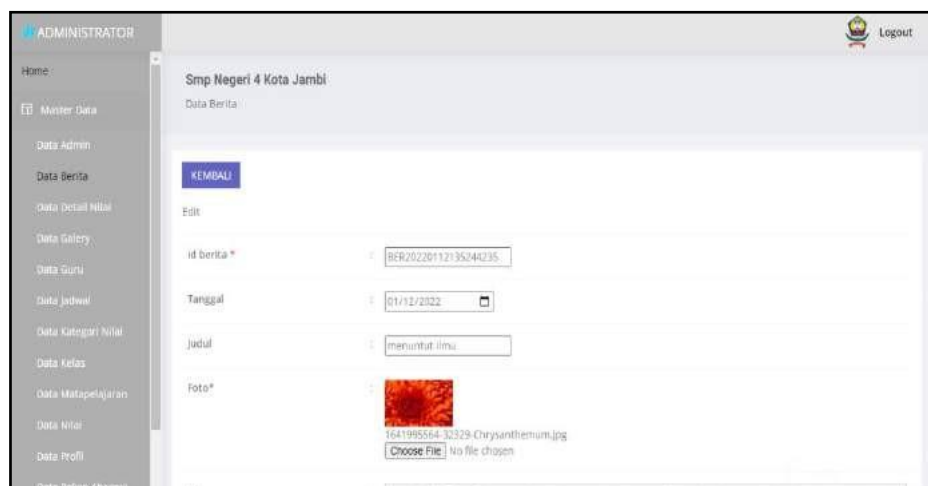 ADMINISTRATOR
Logout
Home
Smp Negeri 4 Kota Jambi
Data Berita
Master Data
Data Admin
Data Berita
Data Detail Nilai
Data Galery
Data Guru
Data Jadwal
Data Kategori Nilai
Data Kelas
Data Matapelajaran
Data Nilai
Data Profil
KEMBALI
Edit
id berita * : BER20220112135244235
Tanggal : 01/12/2022
Judul : menuntut ilmu
Foto* :
1641995564-32329-Chrysanthemum.jpg
Choose File No file chosen